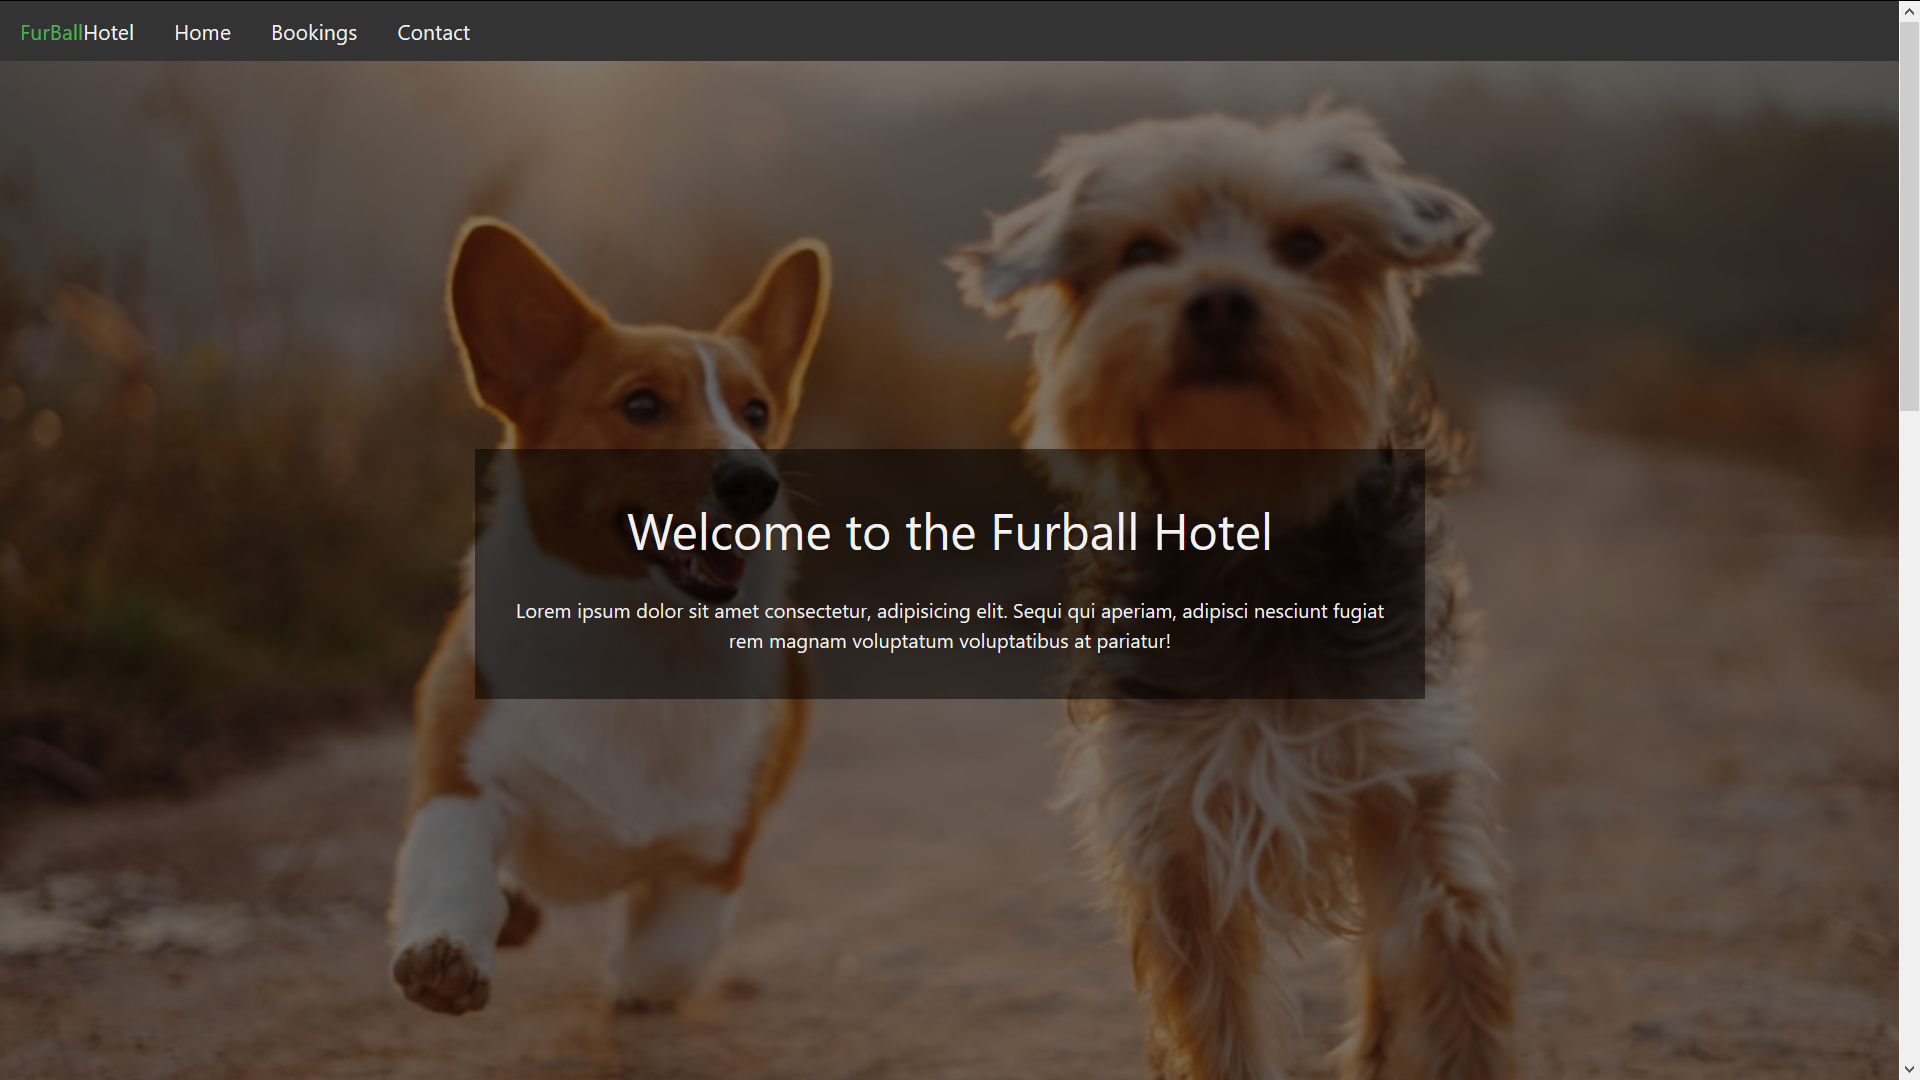 FurBallHotel Home Bookings Contact
Welcome to the Furball Hotel
Lorem ipsum dolor sit amet consectetur, adipisicing elit. Sequi qui aperiam, adipisci nesciunt fugiat
rem magnam voluptatum voluptatibus at pariatur!